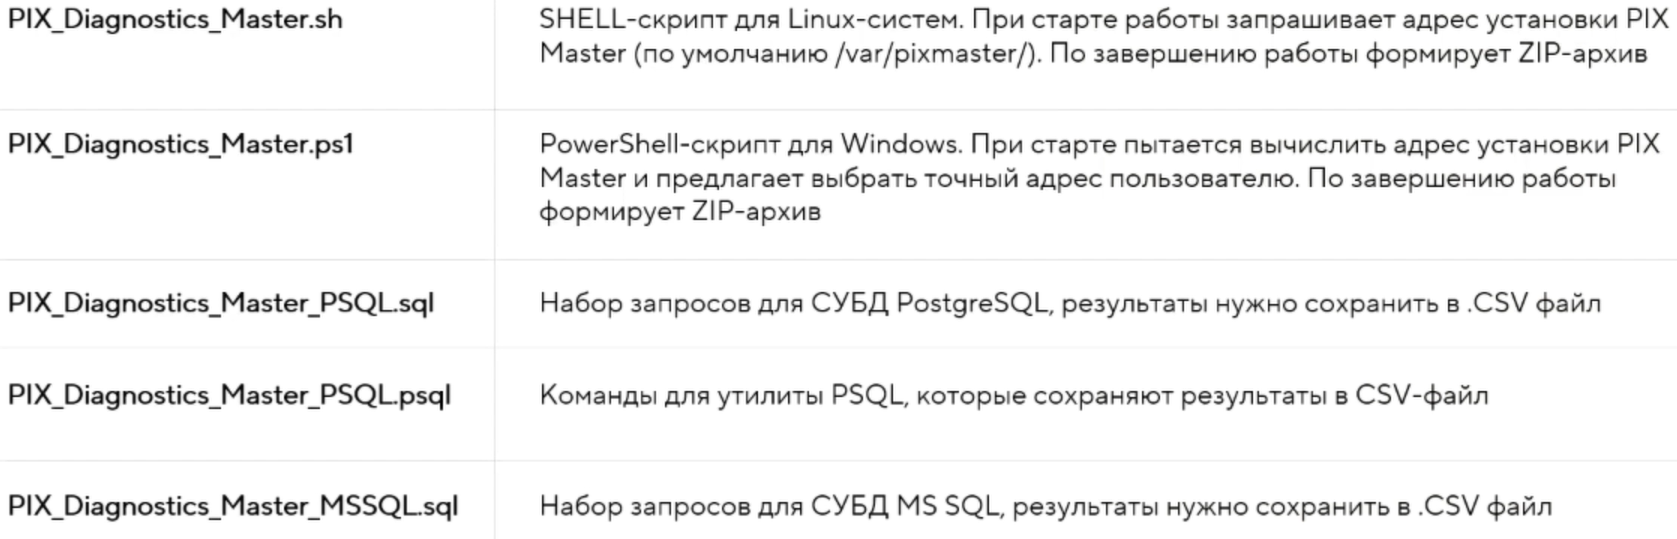 PIX_Diagnostics_Master.sh
SHELL-скрипт для Linux-систем. При старте работы запрашивает адрес установки PIX
Master (по умолчанию /var/pixmaster/). По завершению работы формирует ZIP-архив
PIX_Diagnostics_Master.ps1
PowerShell-скрипт для Windows. При старте пытается вычислить адрес установки PIX
Master и предлагает выбрать точный адрес пользователю. По завершению работы
формирует ZIP-архив
PIX_Diagnostics_Master_PSQL.sql
Набор запросов для СУБД PostgreSQL, результаты нужно сохранить в .CSV файл
PIX_Diagnostics_Master_PSQL.psql
Команды для утилиты PSQL, которые сохраняют результаты в CSV-файл
PIX_Diagnostics_Master_MSSQL.sql
Набор запросов для СУБД MS SQL, результаты нужно сохранить в .CSV файл